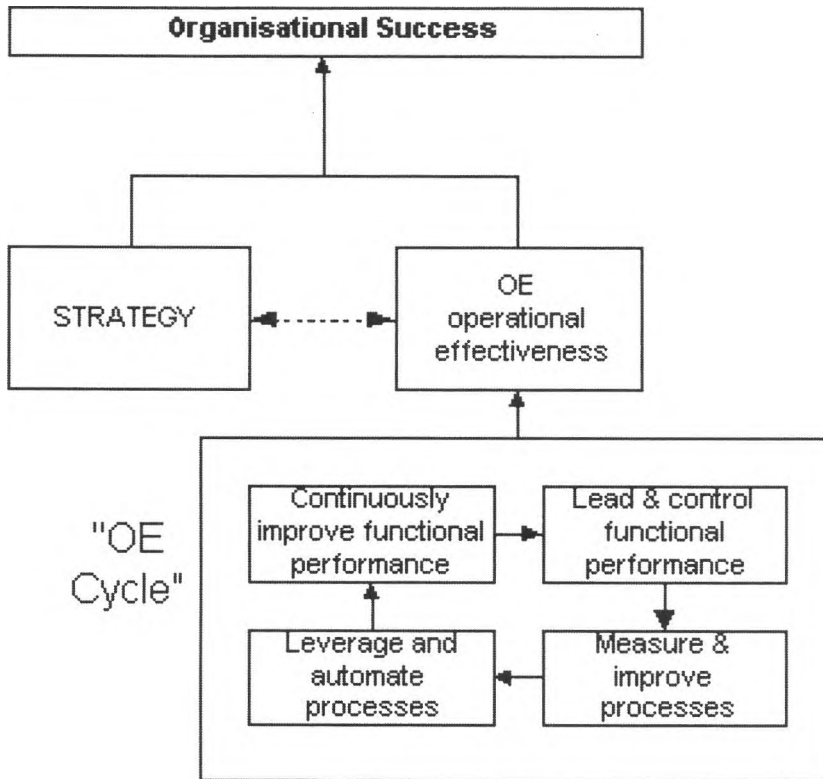 Organisational Success
STRATEGY
OE
operational
effectiveness
"OE
Cycle"
Continuously
improve functional
performance
Lead & control
functional
performance
Leverage and
automate
processes
Measure &
improve
processes